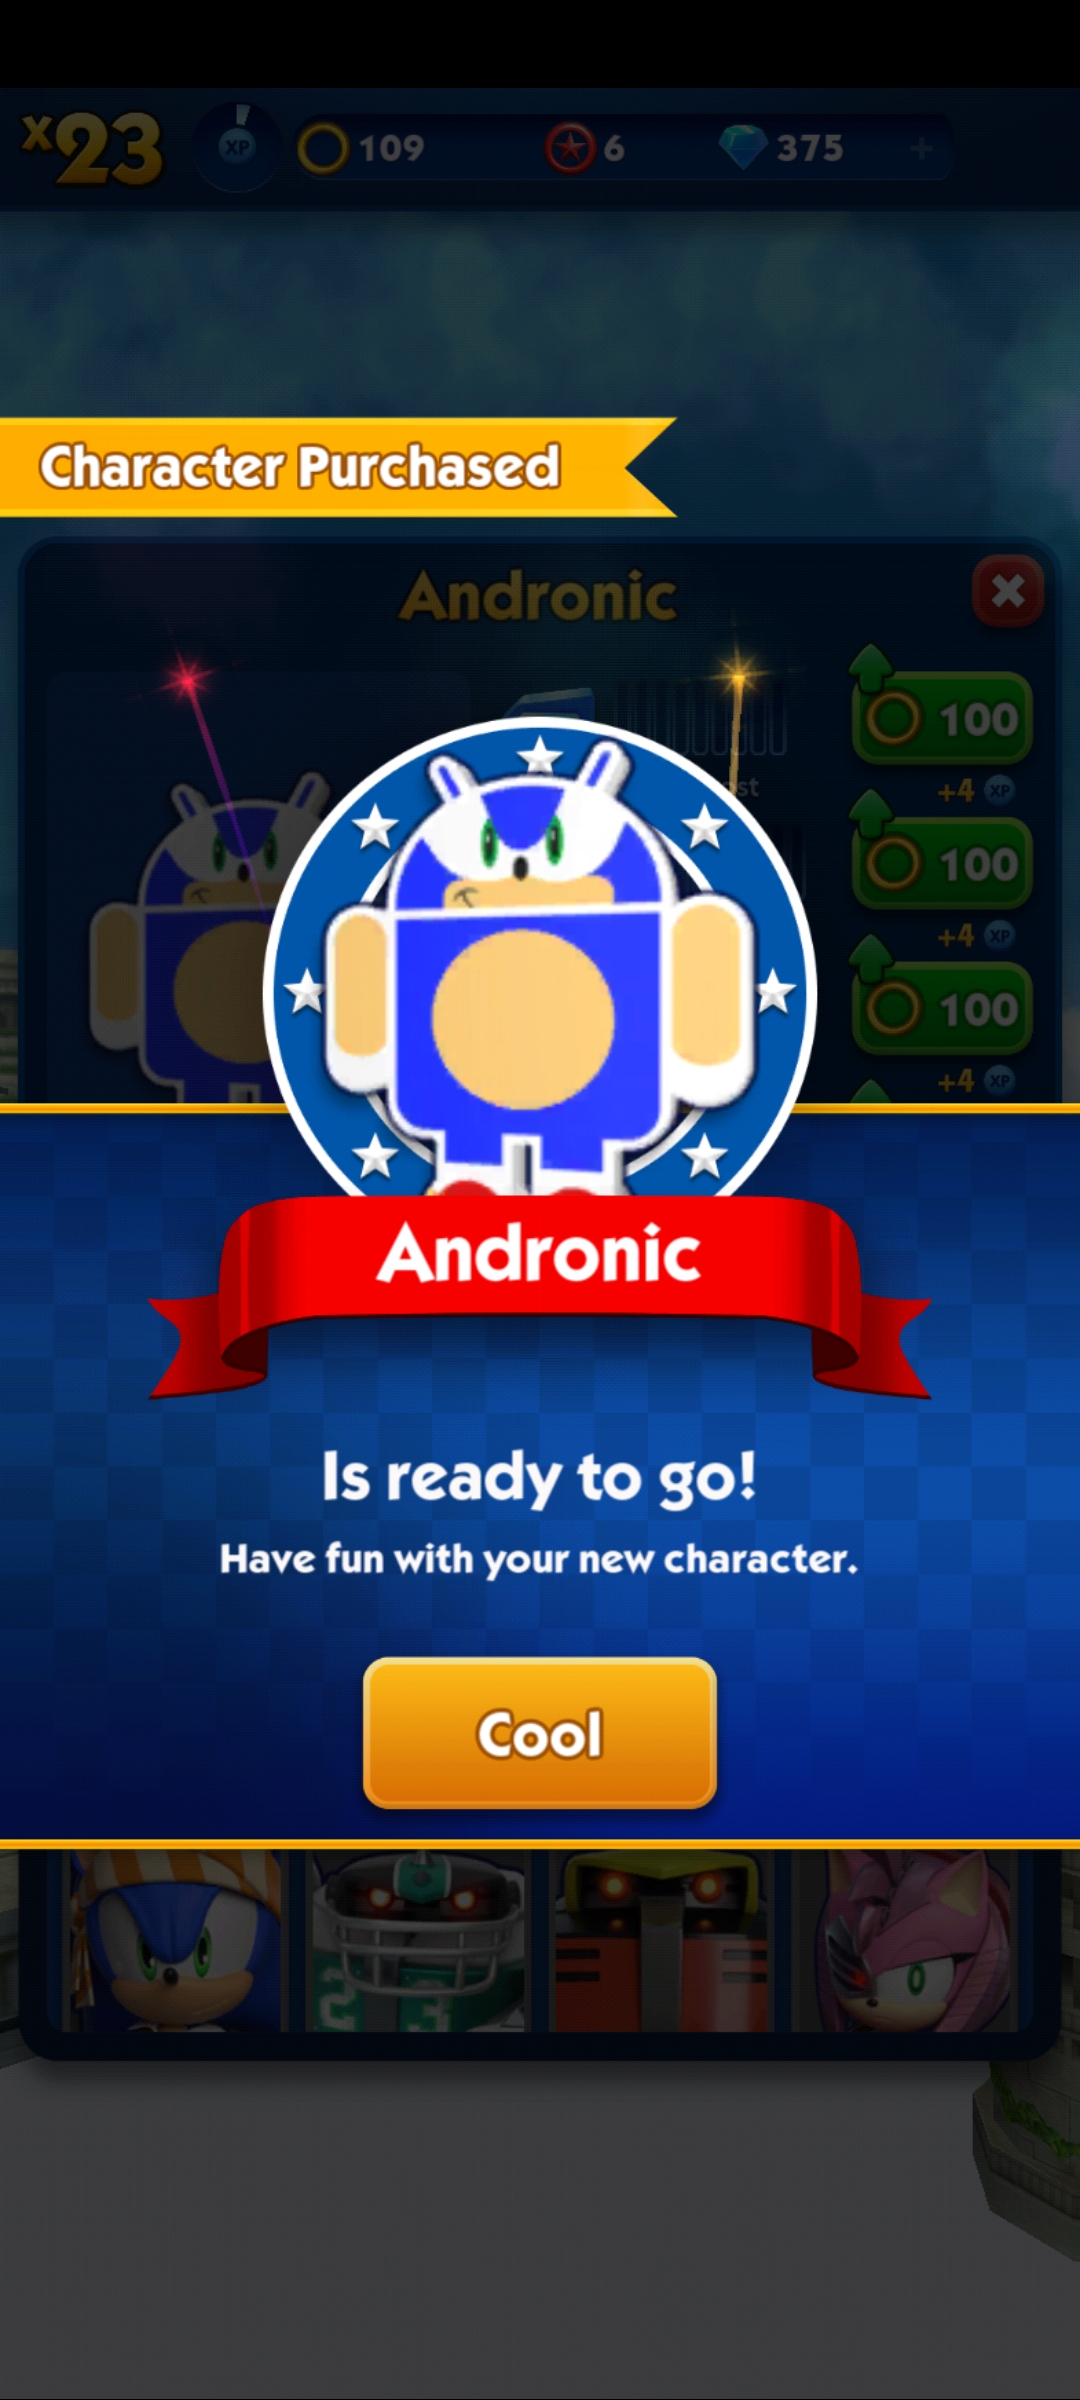 x23
XP
109
6
375
+
Character Purchased
Andronic
100
+4 XP
100
+4 XP
100
+4 XP
Andronic
Is ready to go!
Have fun with your new character.
Cool
23